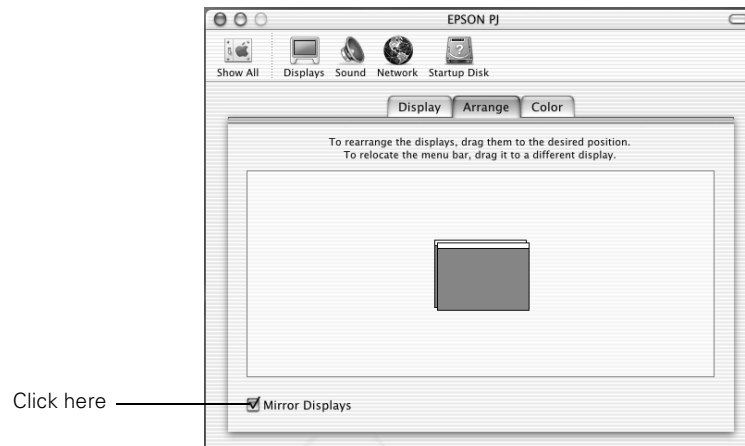 EPSON PJ
Show All Displays Sound Network Startup Disk
Display Arrange Color
To rearrange the displays, drag them to the desired position.
To relocate the menu bar, drag it to a different display.
Click here
Mirror Displays